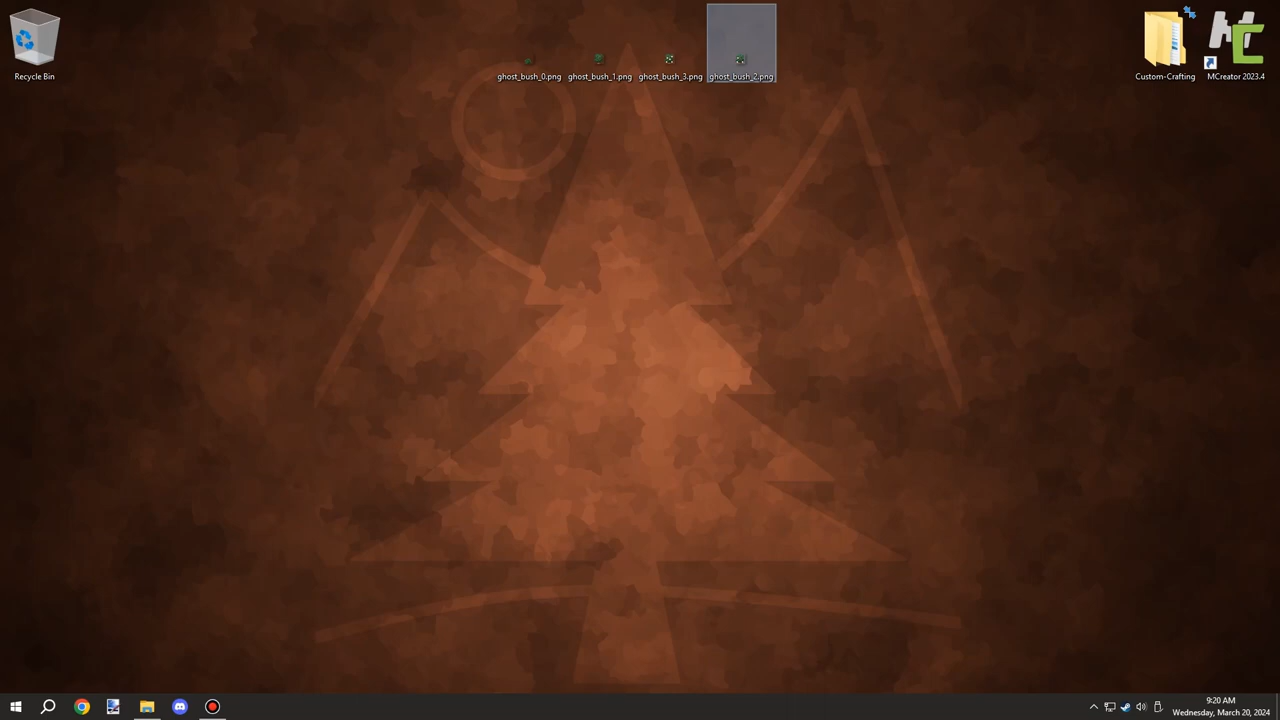 Recycle Bin
ghost_bush_0.png
ghost_bush_1.png
ghost_bush_3.png
ghost_bush_2.png
Custom-Crafting
MCreator 2023.4
9:20 AM
Wednesday, March 20, 2024